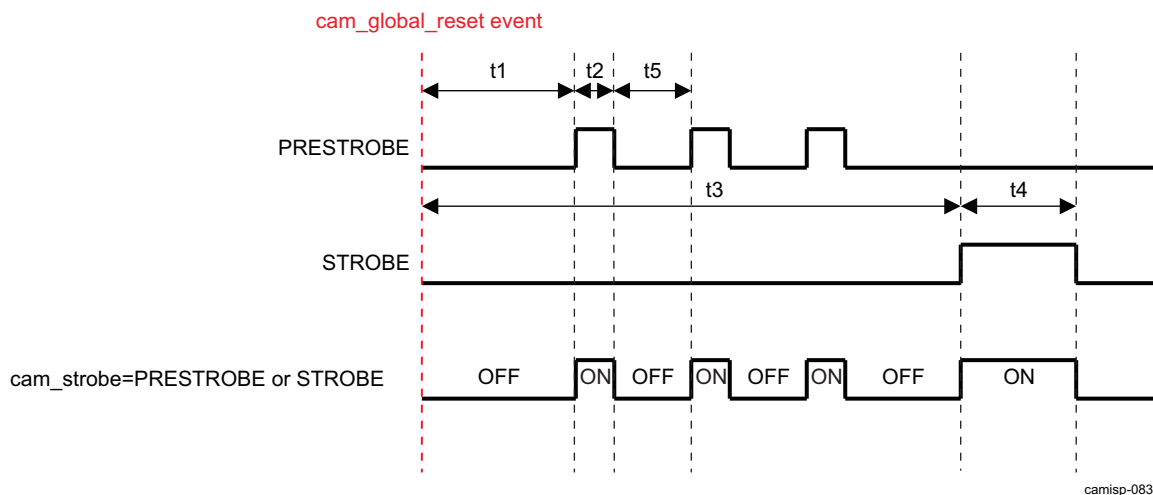 cam_global_reset event
t1
t2
t5
PRESTROBE
t3
t4
STROBE
cam_strobe=PRESTROBE or STROBE
OFF
ON
OFF
ON
OFF
ON
OFF
ON
camisp-083